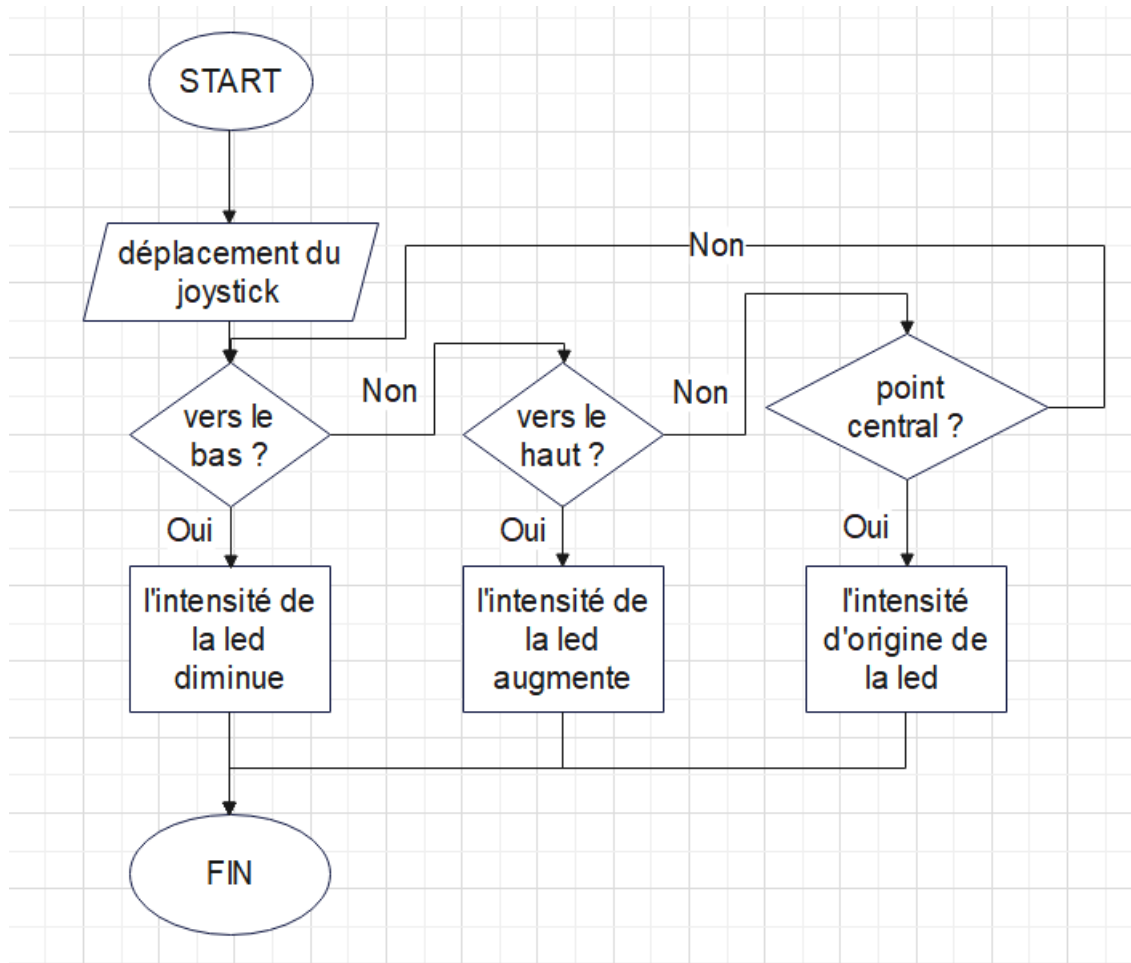 START
déplacement du
joystick
Non
vers le
bas ?
Non
vers le
haut ?
Non
point
central ?
Oui
Oui
Oui
l'intensité de
la led
diminue
l'intensité de
la led
augmente
l'intensité
d'origine de
la led
FIN